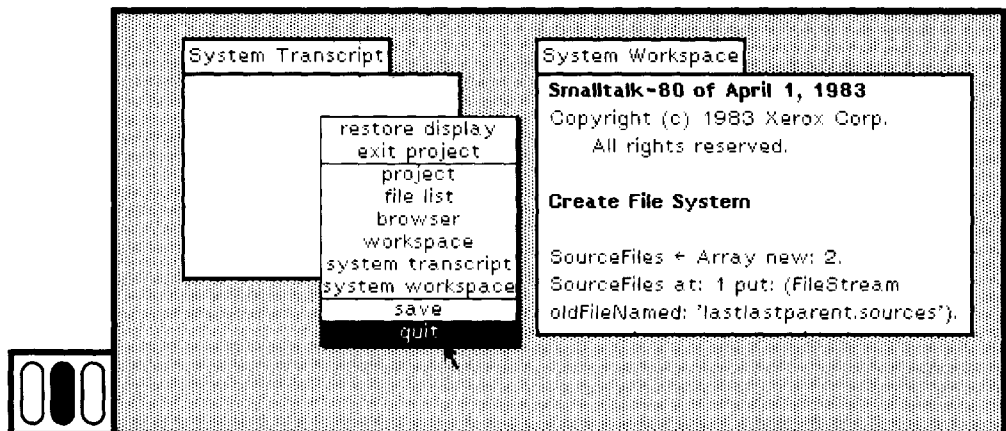 System Transcript
restore display
exit project
project
file list
browser
workspace
system transcript
system workspace
save
quit
System Workspace
Smalltalk-80 of April 1, 1983
Copyright (c) 1983 Xerox Corp.
All rights reserved.
Create File System
SourceFiles ← Array new: 2.
SourceFiles at: 1 put: (FileStream
oldFileNamed: 'lastlastparent.sources').